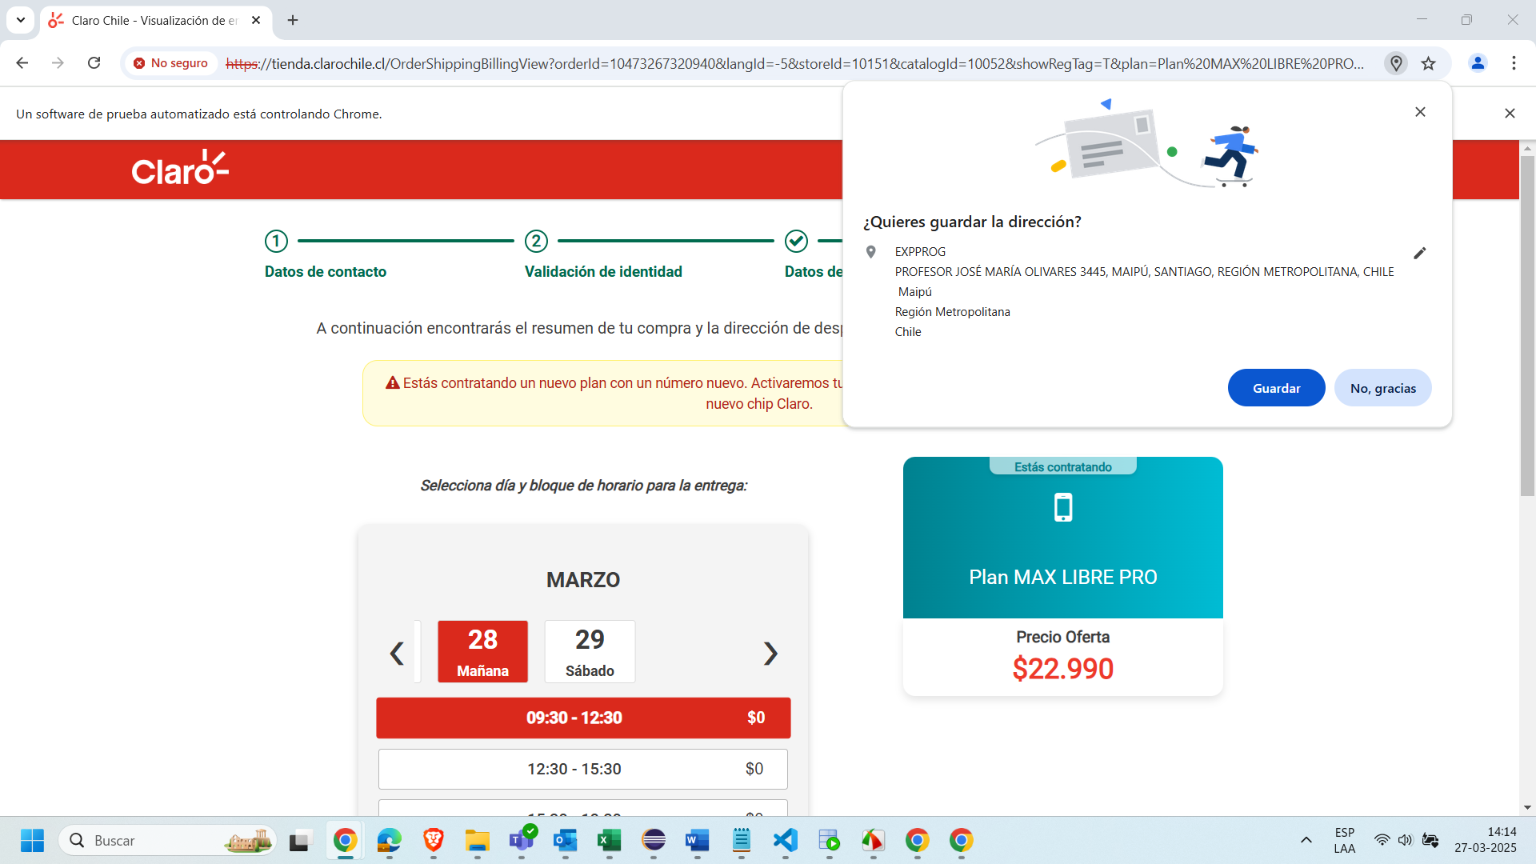 Claro Chile - Visualización de e
No seguro
https://tienda.clarochile.cl/OrderShippingBillingView?orderId=10473267320940&langId=-5&storeId=10151&catalogId=10052&showRegTag=T&plan=Plan%20MAX%20LIBRE%20PRO...
Un software de prueba automatizado está controlando Chrome.
Claro
¿Quieres guardar la dirección?
EXPPROG
PROFESOR JOSÉ MARÍA OLIVARES 3445, MAIPÚ, SANTIAGO, REGIÓN METROPOLITANA, CHILE
Maipú
Región Metropolitana
Chile
Guardar
No, gracias
1
2
Datos de contacto
Validación de identidad
Datos de
A continuación encontrarás el resumen de tu compra y la dirección de des
Estás contratando un nuevo plan con un número nuevo. Activaremos tu
nuevo chip Claro.
Selecciona día y bloque de horario para la entrega:
MARZO
28
Mañana
29
Sábado
09:30 - 12:30 $0
12:30 - 15:30 $0
Estás contratando
Plan MAX LIBRE PRO
Precio Oferta
$22.990
Buscar
ESP
LAA
14:14
27-03-2025